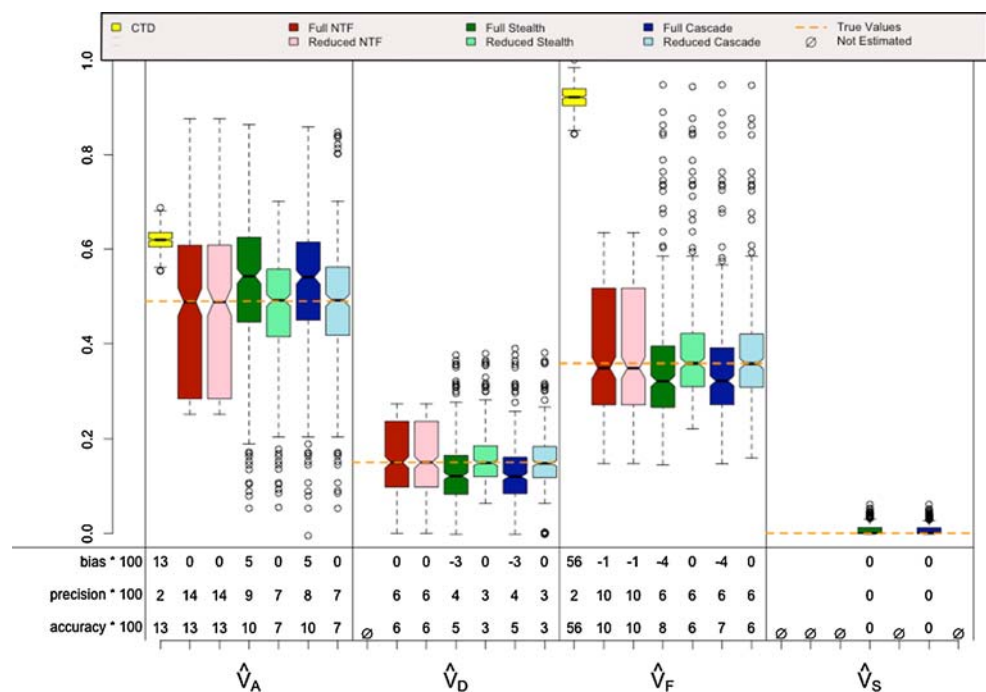 CTD Full NTF Full Stealth Full Cascade True Values
Reduced NTF Reduced Stealth Reduced Cascade ∅ Not Estimated
1.0
0.8
0.6
0.4
0.2
0.0
bias * 100 13 0 0 5 0 5 0 0 0 -3 0 -3 0 56 -1 -1 -4 0 -4 0 0 0
precision * 100 2 14 14 9 7 8 7 6 6 4 3 4 3 2 10 10 6 6 6 6 0 0
accuracy * 100 13 13 13 10 7 10 7 ∅ 6 6 5 3 5 3 56 10 10 8 6 7 6 ∅ ∅ ∅ 0 ∅ 0 ∅
V̂A V̂D V̂F V̂S